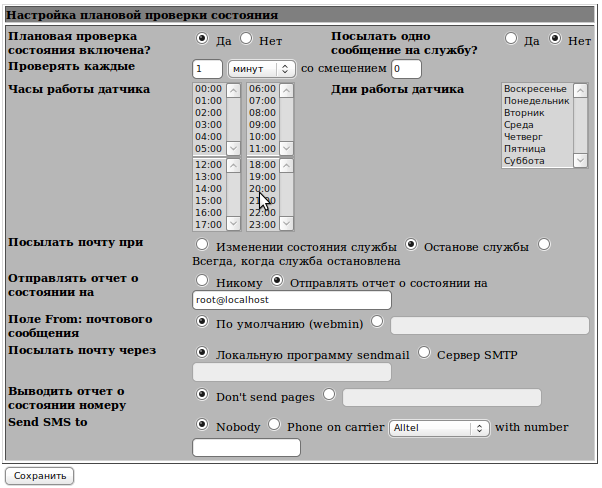 Настройка плановой проверки состояния
Плановая проверка состояния включена? Да Нет
Посылать одно сообщение на службу? Да Нет
Проверять каждые 1 минут со смещением 0
Часы работы датчика
00:00
01:00
02:00
03:00
04:00
05:00
06:00
07:00
08:00
09:00
10:00
11:00
12:00
13:00
14:00
15:00
16:00
17:00
18:00
19:00
20:00
21:00
22:00
23:00
Дни работы датчика
Воскресенье
Понедельник
Вторник
Среда
Четверг
Пятница
Суббота
Посылать почту при Изменении состояния службы Останове службы
Всегда, когда служба остановлена
Отправлять отчет о состоянии на Никому Отправлять отчет о состоянии на
root@localhost
Поле From: почтового сообщения По умолчанию (webmin)
Посылать почту через Локальную программу sendmail Сервер SMTP
Выводить отчет о состоянии номеру Don't send pages
Send SMS to Nobody Phone on carrier Alltel with number
Сохранить